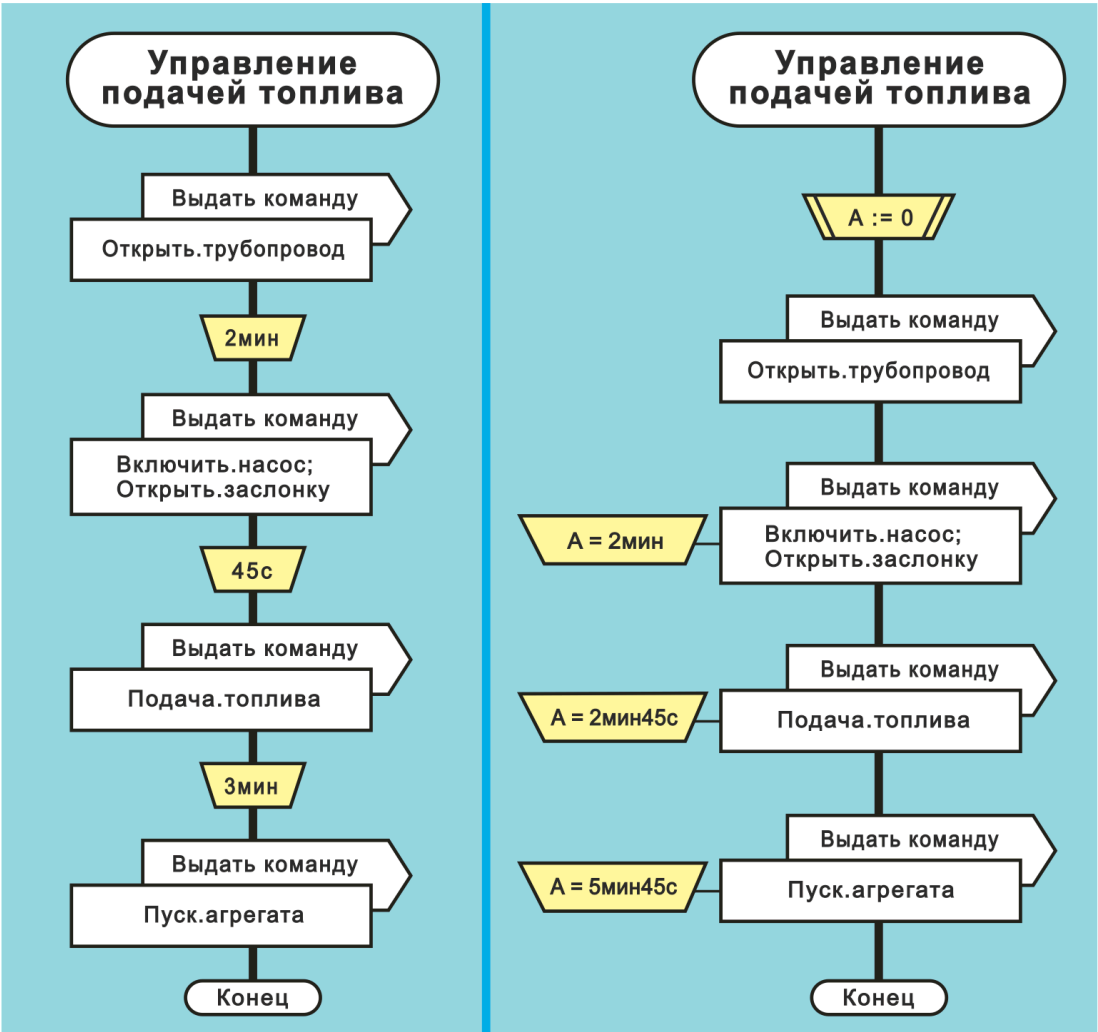 Управление
подачей топлива
Выдать команду
Открыть.трубопровод
2мин
Выдать команду
Включить.насос;
Открыть.заслонку
45с
Выдать команду
Подача.топлива
3мин
Выдать команду
Пуск.агрегата
Конец
Управление
подачей топлива
А := 0
Выдать команду
Открыть.трубопровод
Выдать команду
А = 2мин
Включить.насос;
Открыть.заслонку
Выдать команду
А = 2мин45с
Подача.топлива
Выдать команду
А = 5мин45с
Пуск.агрегата
Конец